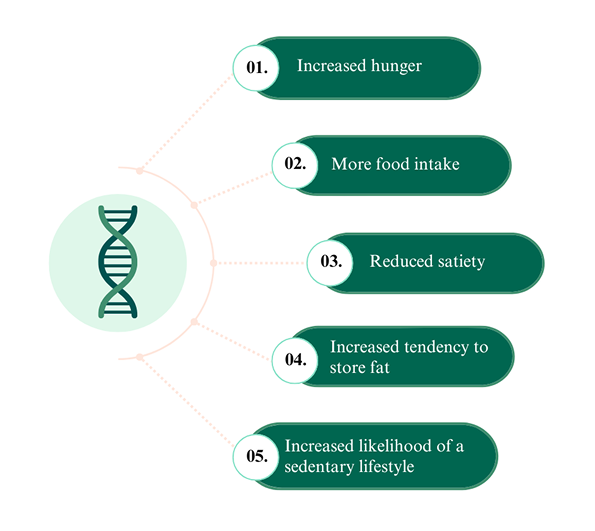 01.
Increased hunger
02.
More food intake
03.
Reduced satiety
04.
Increased tendency to
store fat
05.
Increased likelihood of a
sedentary lifestyle